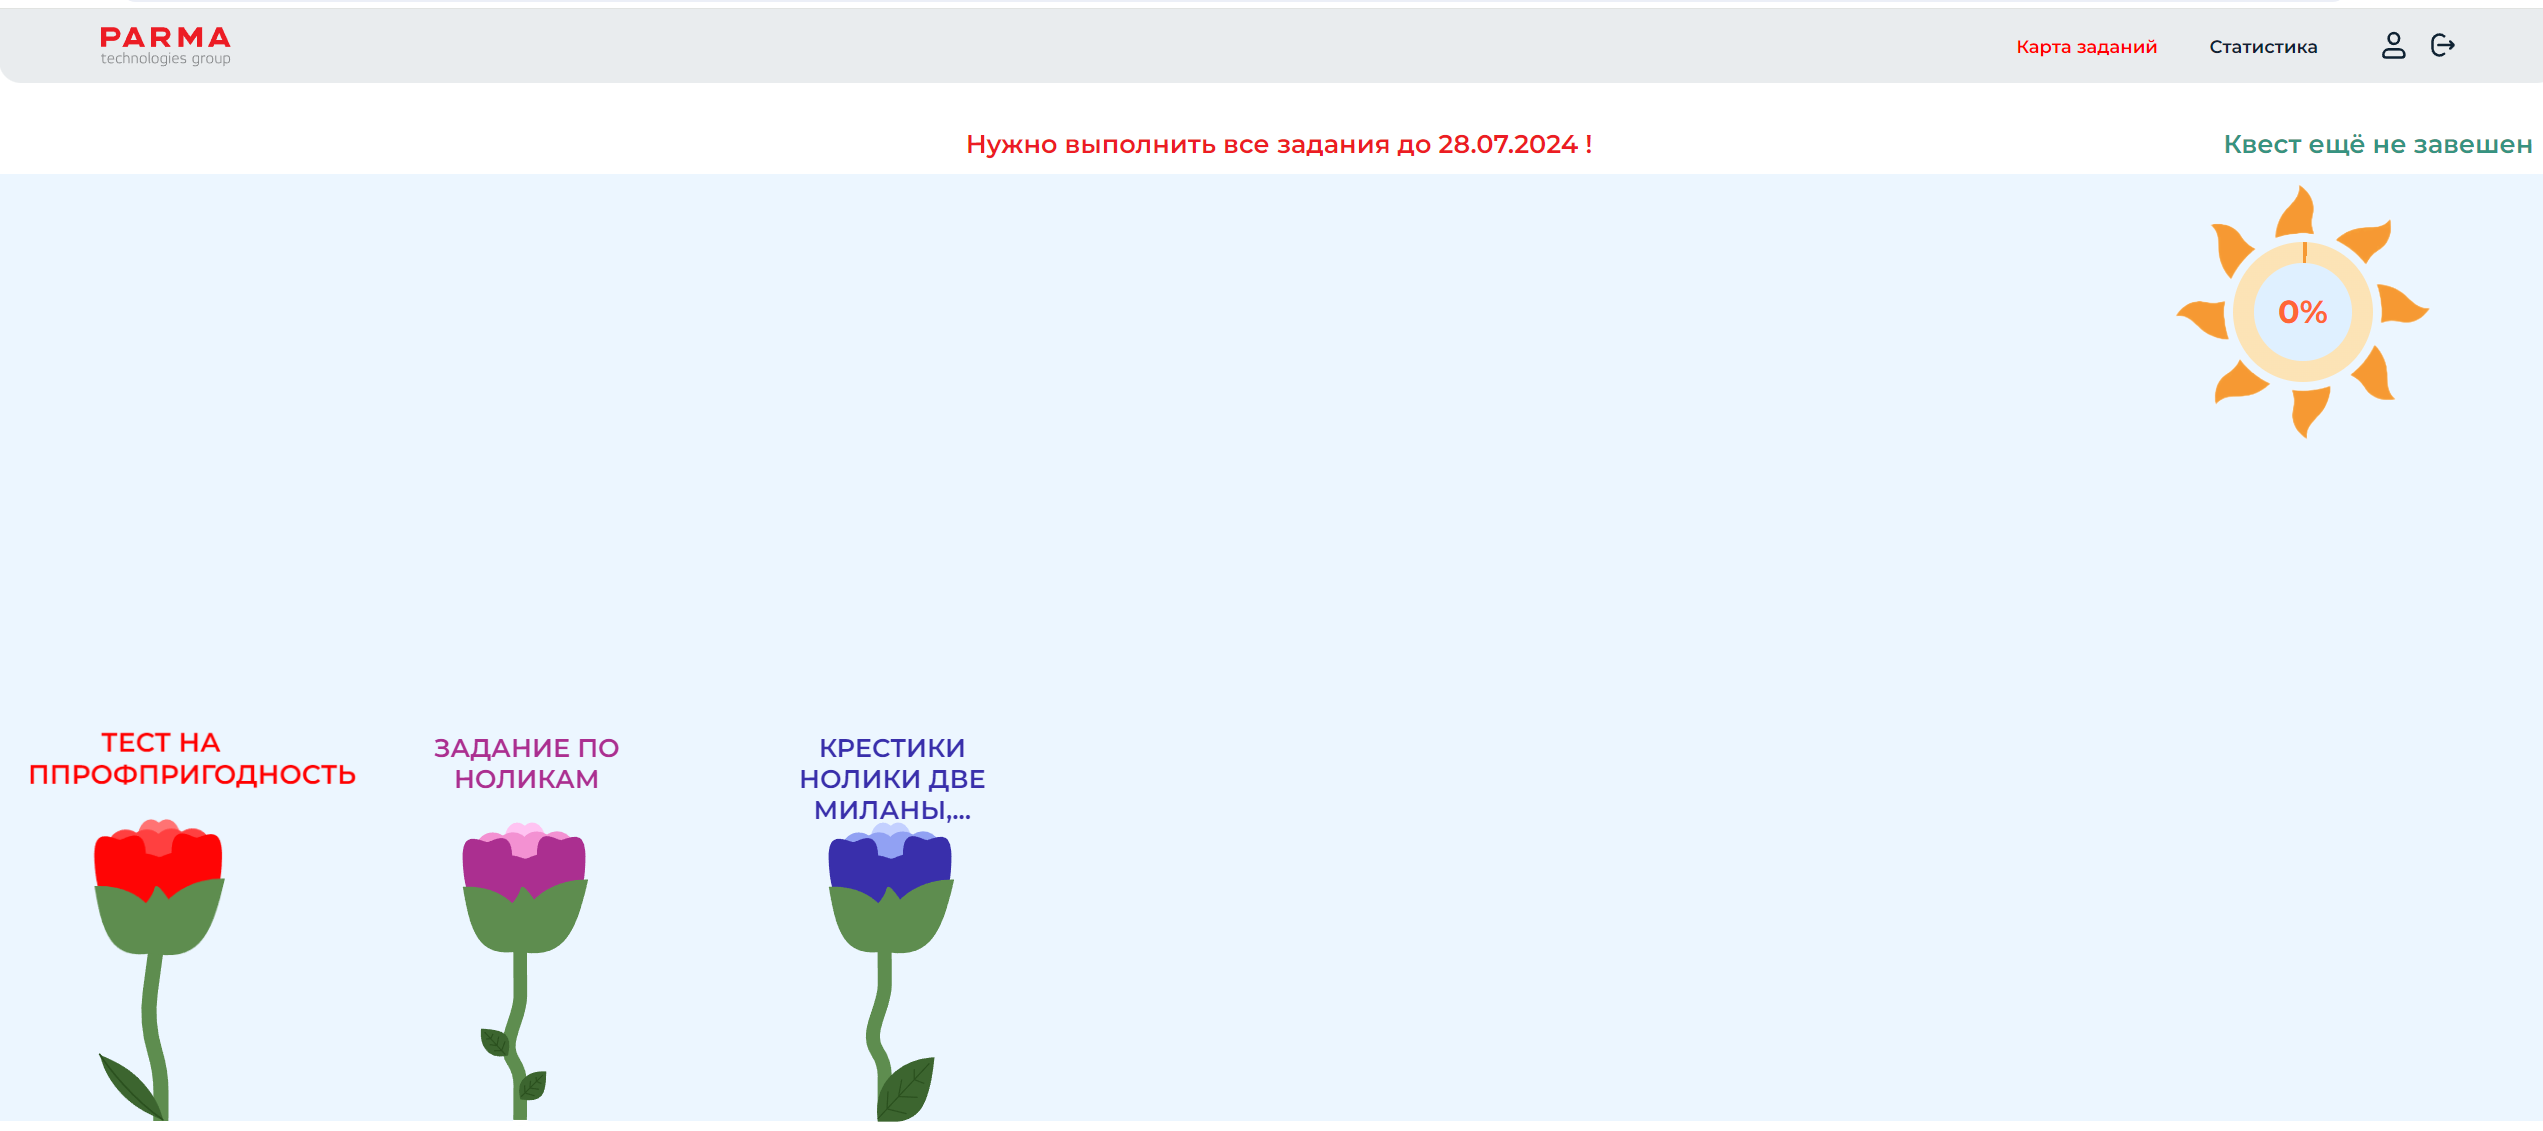 PARMA
technologies group
Карта заданий
Статистика
Нужно выполнить все задания до 28.07.2024 !
Квест ещё не завешен
0%
ТЕСТ НА
ППРОФПРИГОДНОСТЬ
ЗАДАНИЕ ПО
НОЛИКАМ
КРЕСТИКИ
НОЛИКИ ДВЕ
МИЛАНЫ,...